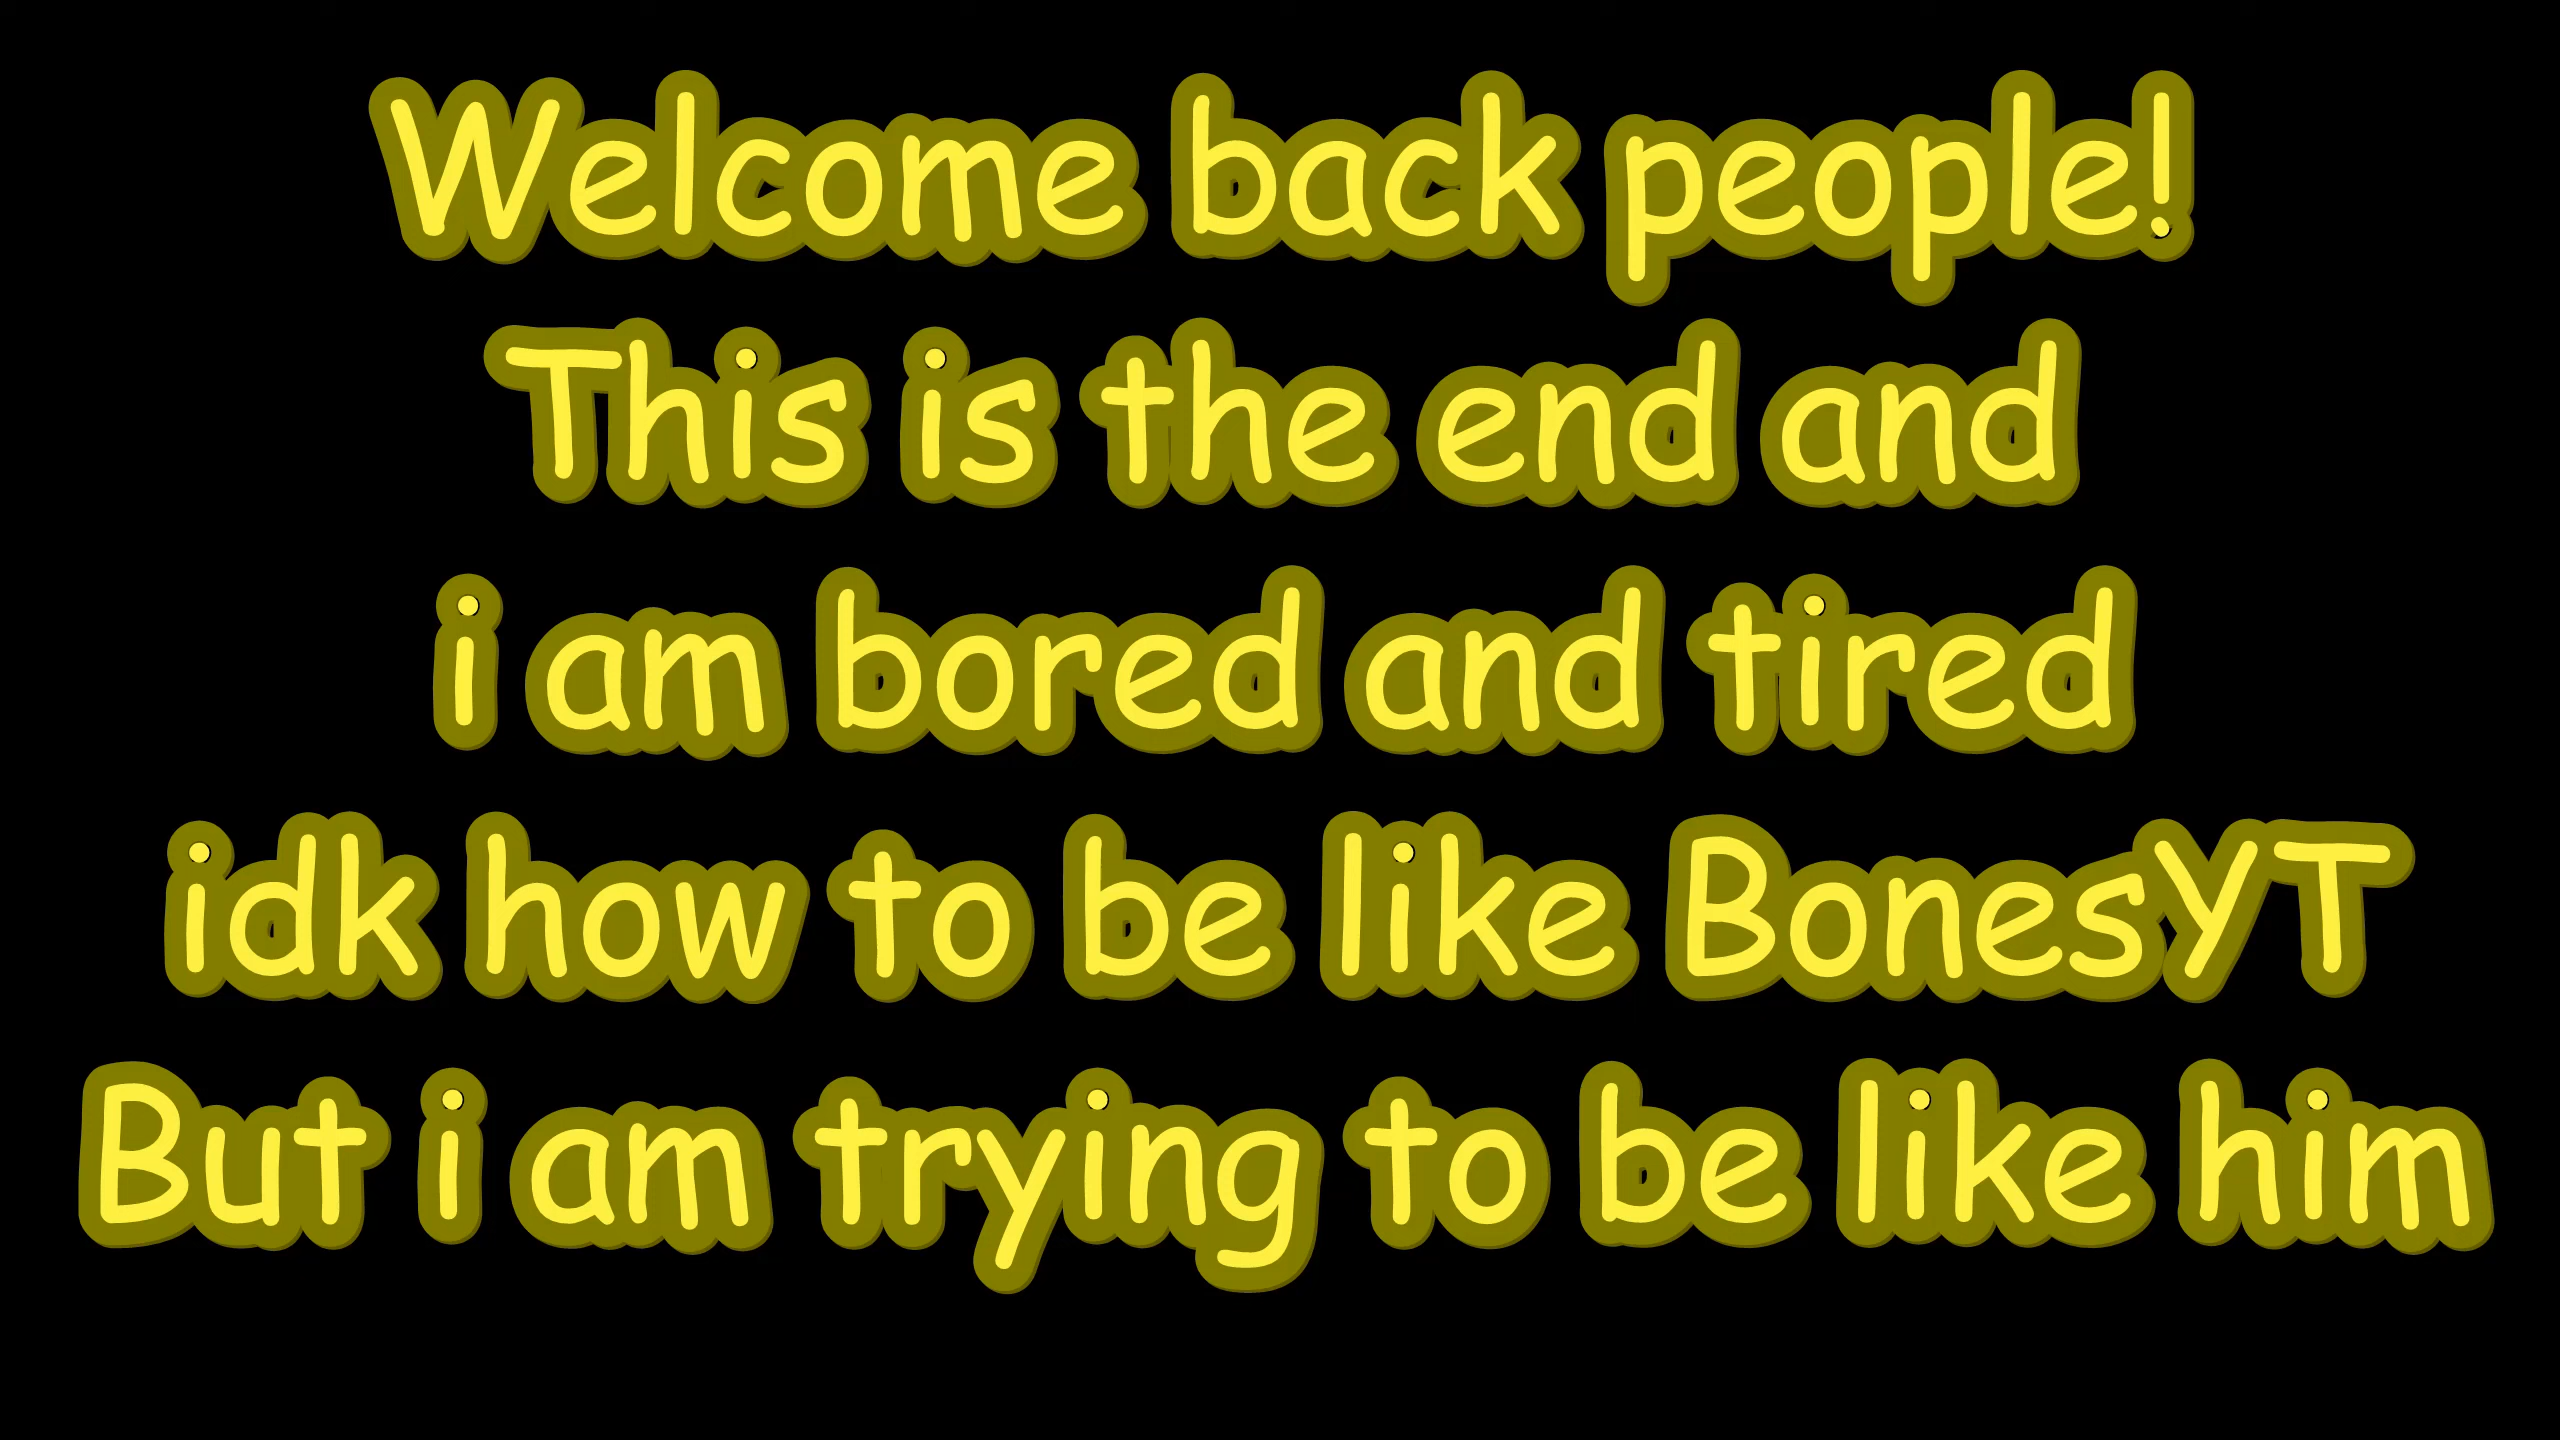 Welcome back people!
This is the end and
i am bored and tired
idk how to be like BonesYT
But i am trying to be like him